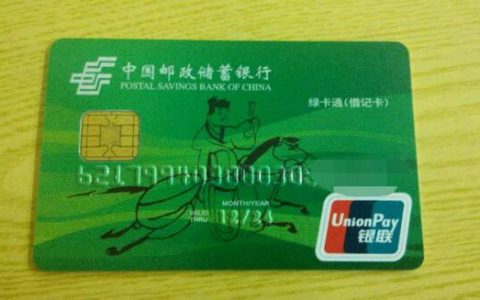 中国邮政储蓄银行
POSTAL SAVINGS BANK OF CHINA
绿卡通(借记卡)
MONTH/YEAR
VALID
THRU
12/24
UnionPay
银联